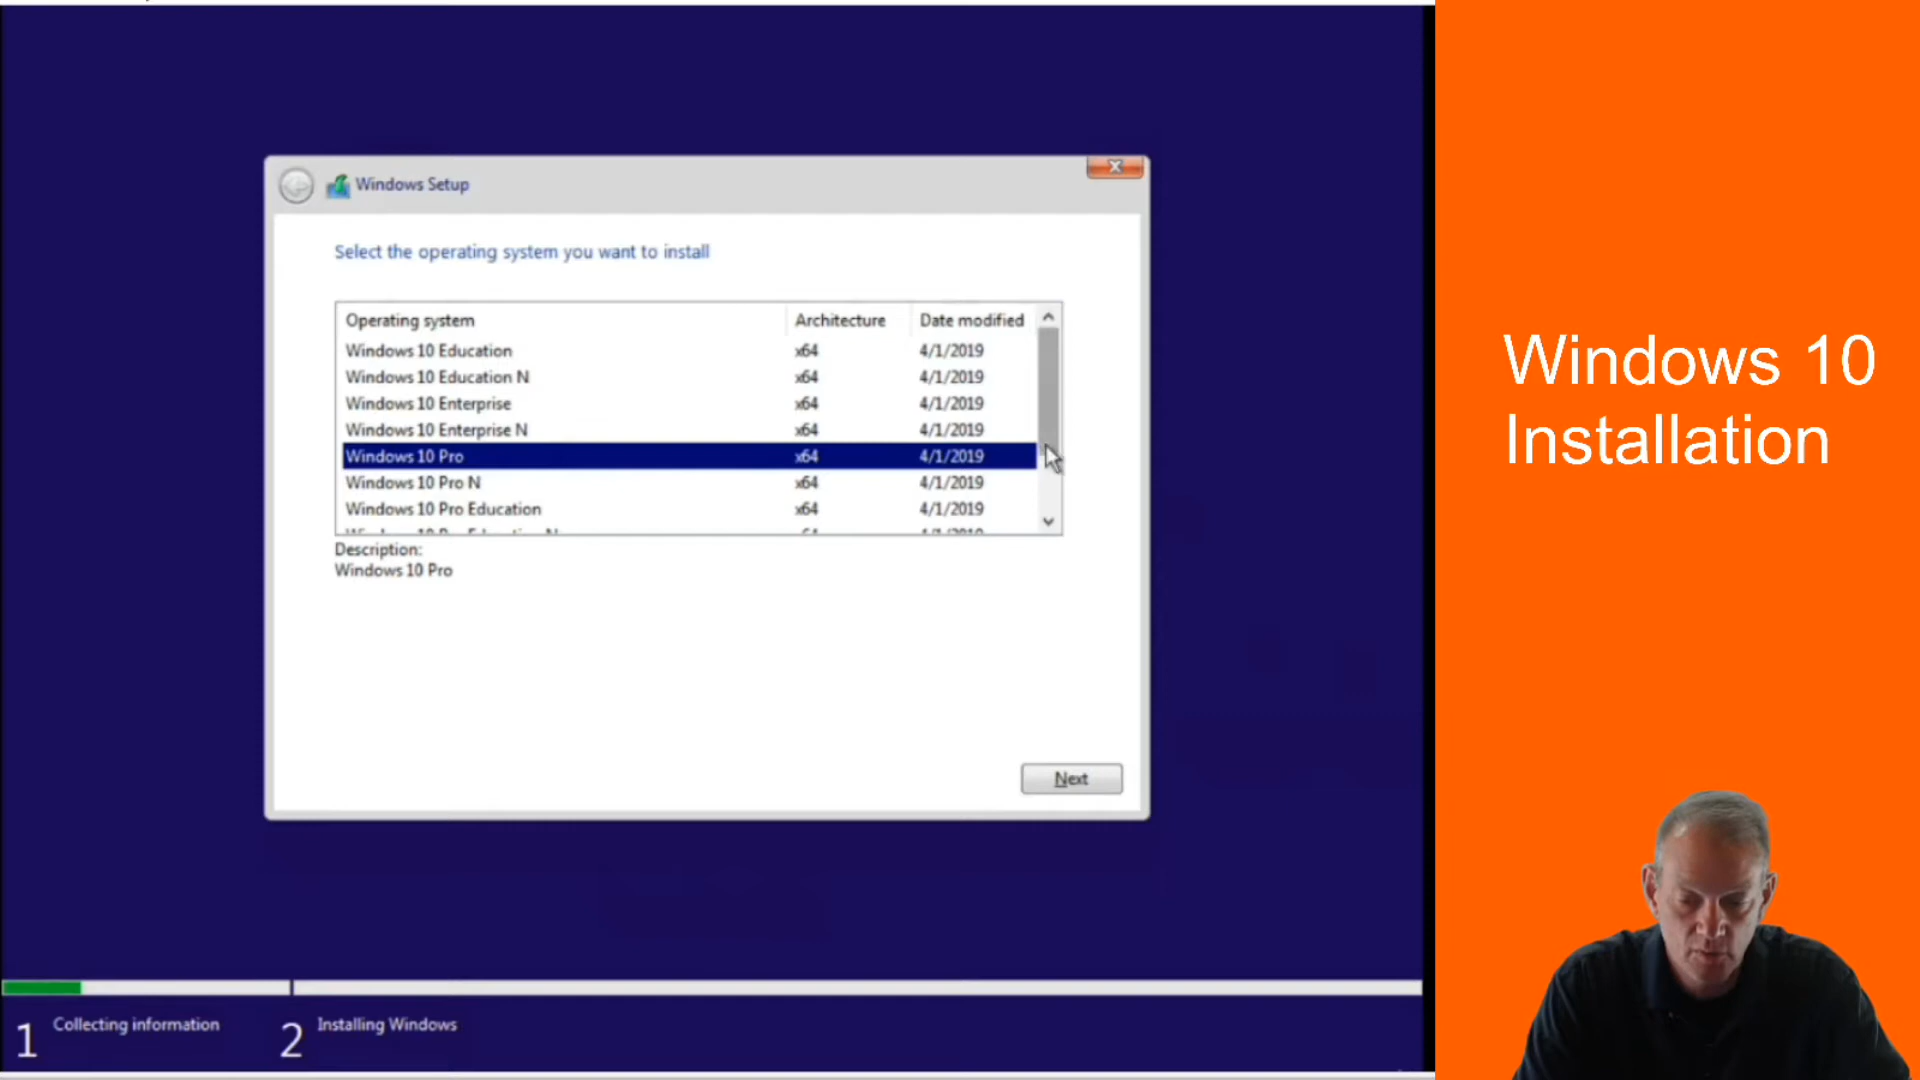 Windows Setup
Select the operating system you want to install
Operating system Architecture Date modified
Windows 10 Education x64 4/1/2019
Windows 10 Education N x64 4/1/2019
Windows 10 Enterprise x64 4/1/2019
Windows 10 Enterprise N x64 4/1/2019
Windows 10 Pro x64 4/1/2019
Windows 10 Pro N x64 4/1/2019
Windows 10 Pro Education x64 4/1/2019
Description:
Windows 10 Pro
Next
1 Collecting information
2 Installing Windows
Windows 10
Installation